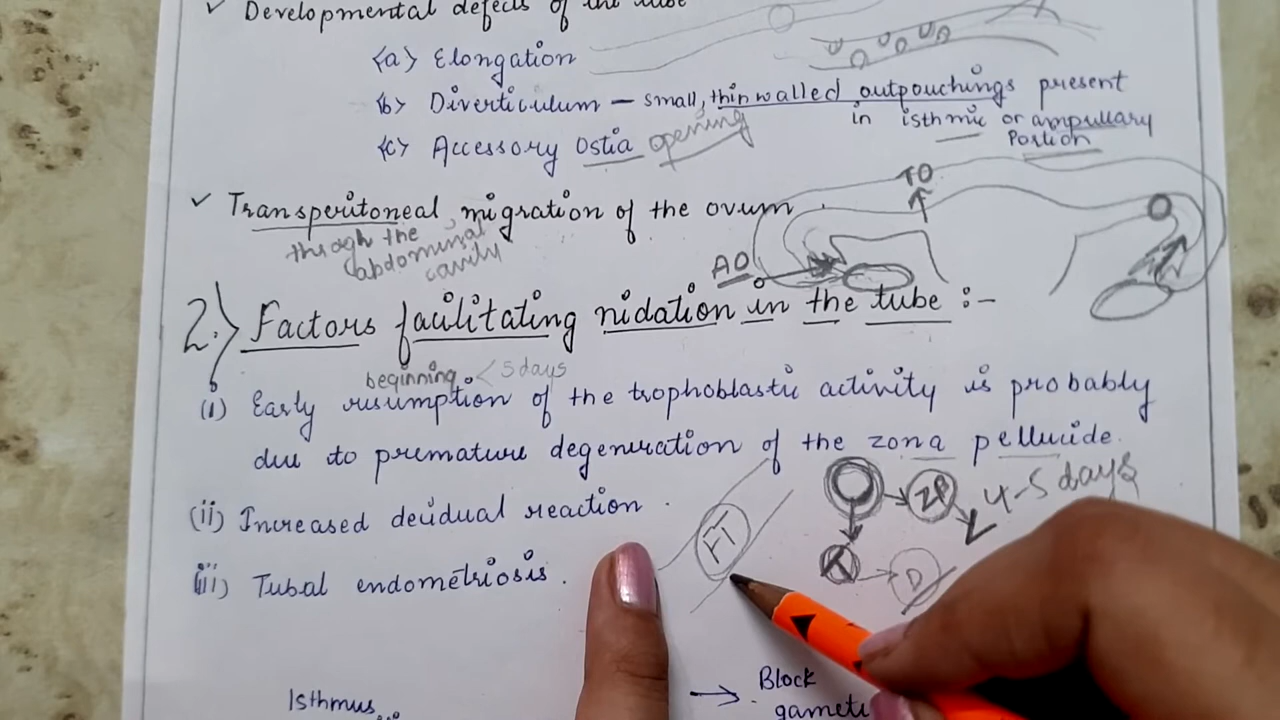 ✓ Developmental defects of the tube
(a) Elongation
(b) Diverticulum — small, thin walled outpouchings present
in isthmic or ampullary
Portion
(c) Accessory Ostia opening
TO
✓ Transperitoneal migration of the ovum
through the
abdominal
cavity
AO
2.) Factors facilitating nidation in the tube :-
beginning < 5 days
(i) Early resumption of the trophoblastic activity is probably
due to premature degeneration of the zona pellucide.
ZP 4-5 days
(ii) Increased decidual reaction.
FT
D
(iii) Tubal endometriosis.
Isthmus
→ Block
gamet